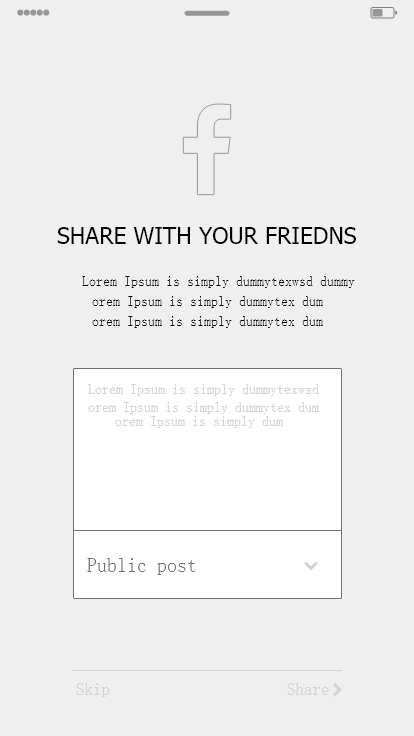 SHARE WITH YOUR FRIEDNS
Lorem Ipsum is simply dummytexwsd dummy
orem Ipsum is simply dummytex dum
orem Ipsum is simply dummytex dum
Lorem Ipsum is simply dummytexwsd
orem Ipsum is simply dummytex dum
orem Ipsum is simply dum
Public post
Skip
Share